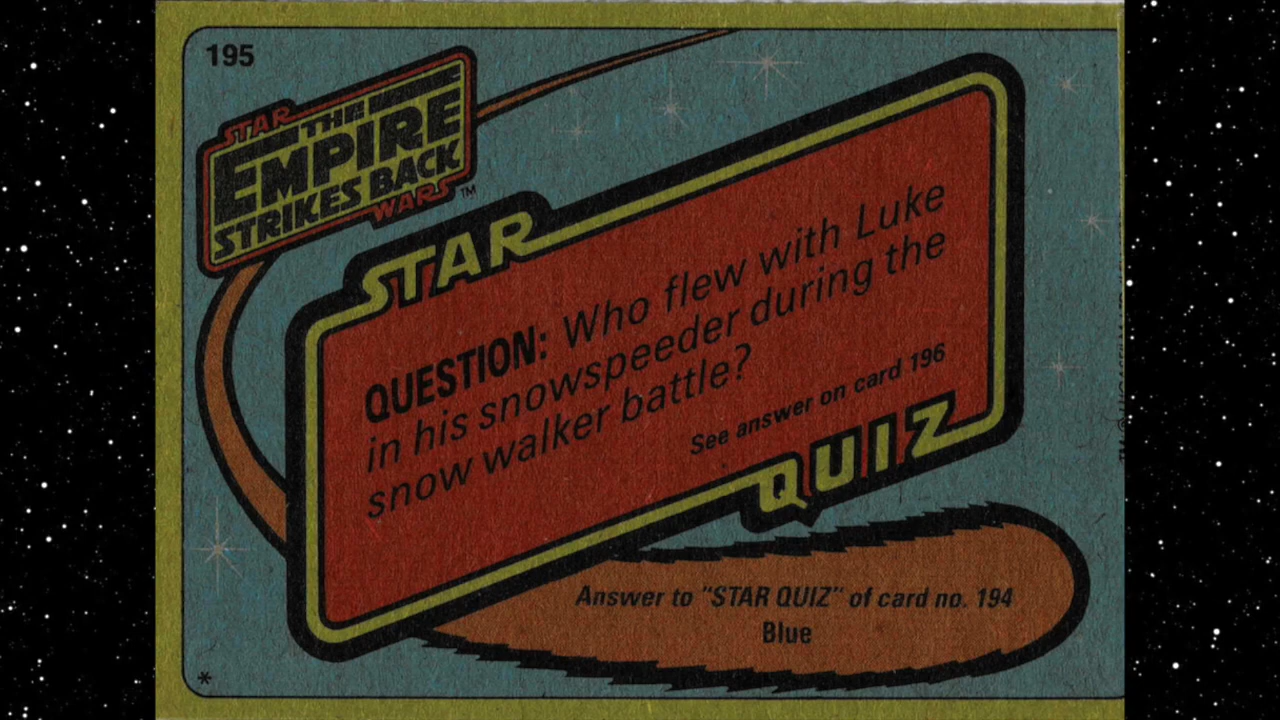 195
STAR
THE
EMPIRE
STRIKES BACK
WARS™
STAR
QUESTION: Who flew with Luke
in his snowspeeder during the
snow walker battle?
See answer on card 196
QUIZ
Answer to "STAR QUIZ" of card no. 194
Blue
*